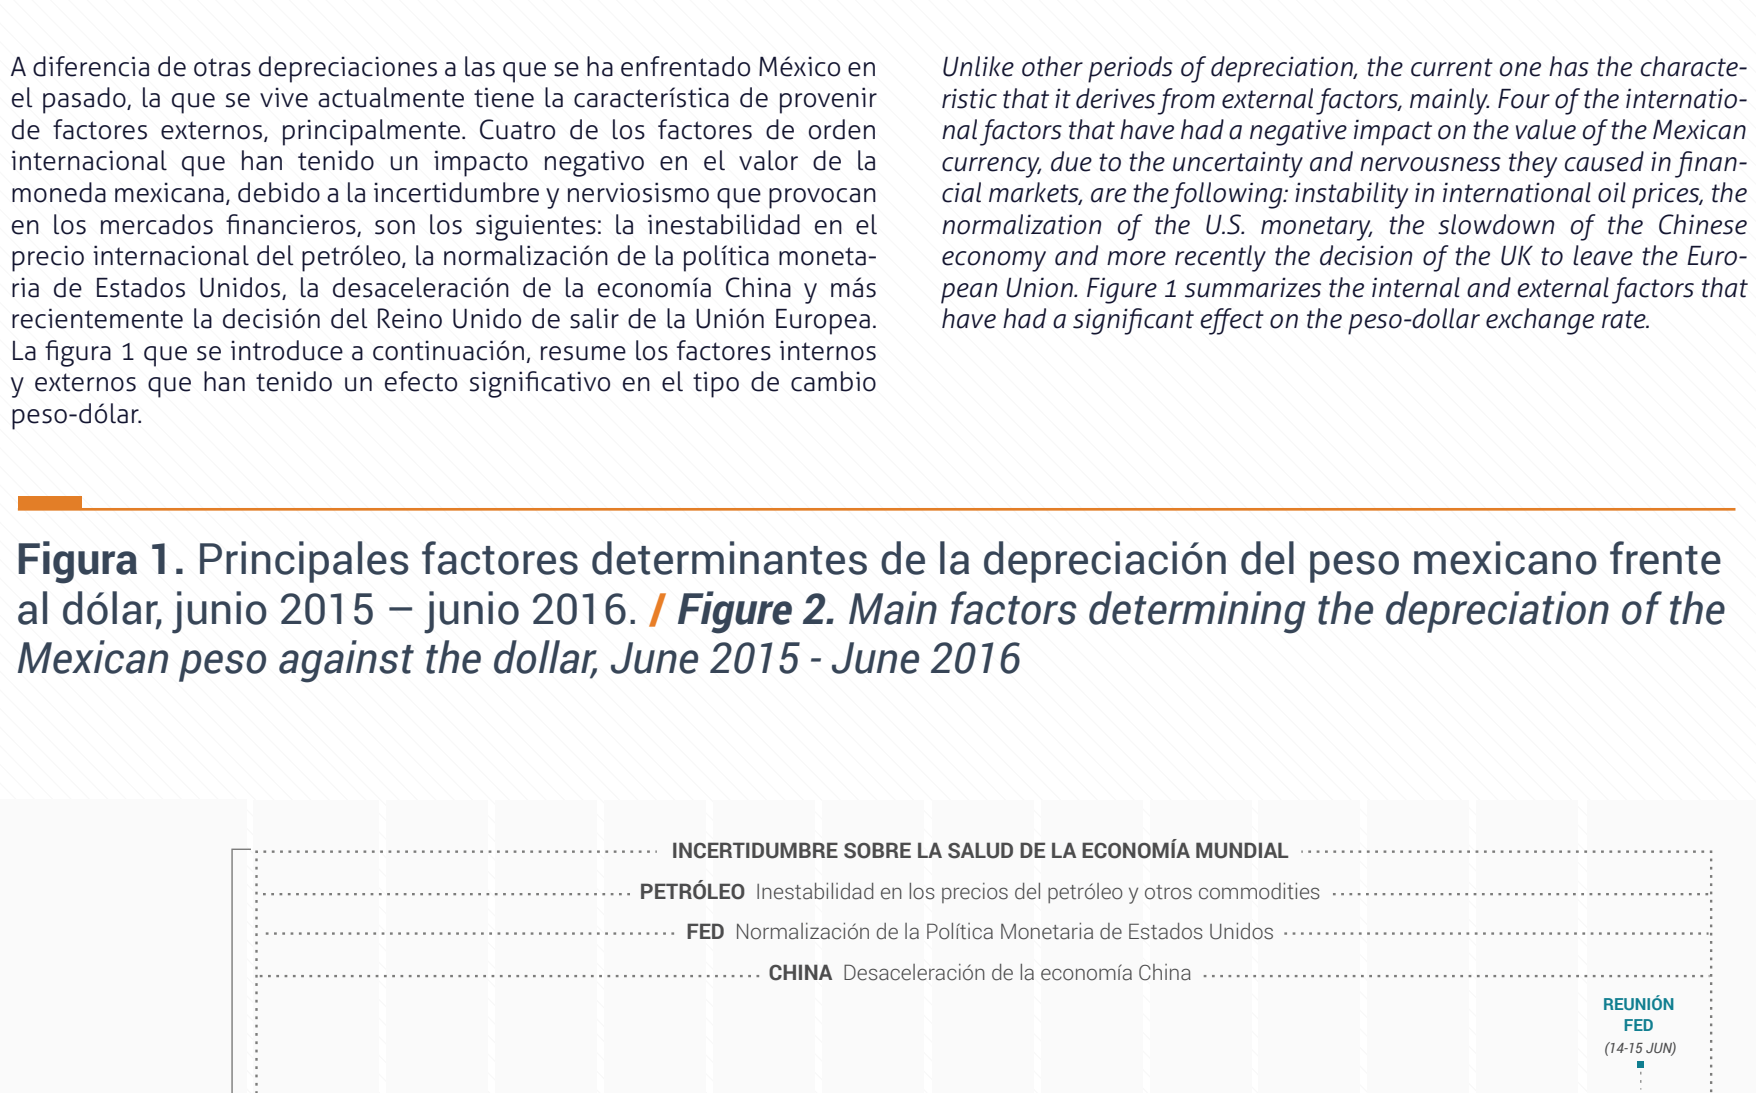 A diferencia de otras depreciaciones a las que se ha enfrentado México en
el pasado, la que se vive actualmente tiene la característica de provenir
de factores externos, principalmente. Cuatro de los factores de orden
internacional que han tenido un impacto negativo en el valor de la
moneda mexicana, debido a la incertidumbre y nerviosismo que provocan
en los mercados financieros, son los siguientes: la inestabilidad en el
precio internacional del petróleo, la normalización de la política moneta-
ria de Estados Unidos, la desaceleración de la economía China y más
recientemente la decisión del Reino Unido de salir de la Unión Europea.
La figura 1 que se introduce a continuación, resume los factores internos
y externos que han tenido un efecto significativo en el tipo de cambio
peso-dólar.
Unlike other periods of depreciation, the current one has the characte-
ristic that it derives from external factors, mainly. Four of the internatio-
nal factors that have had a negative impact on the value of the Mexican
currency, due to the uncertainty and nervousness they caused in finan-
cial markets, are the following: instability in international oil prices, the
normalization of the U.S. monetary, the slowdown of the Chinese
economy and more recently the decision of the UK to leave the Euro-
pean Union. Figure 1 summarizes the internal and external factors that
have had a significant effect on the peso-dollar exchange rate.
Figura 1. Principales factores determinantes de la depreciación del peso mexicano frente
al dólar, junio 2015 – junio 2016. / Figure 2. Main factors determining the depreciation of the
Mexican peso against the dollar, June 2015 - June 2016
INCERTIDUMBRE SOBRE LA SALUD DE LA ECONOMÍA MUNDIAL
PETRÓLEO Inestabilidad en los precios del petróleo y otros commodities
FED Normalización de la Política Monetaria de Estados Unidos
CHINA Desaceleración de la economía China
REUNIÓN
FED
(14-15 JUN)